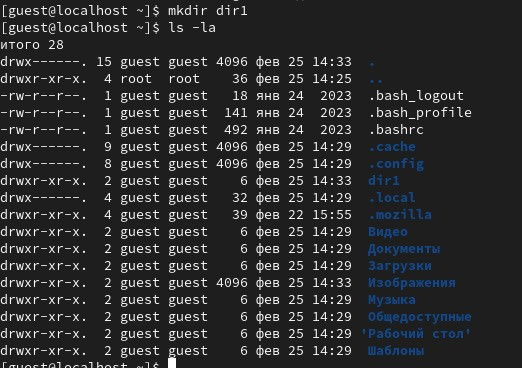 [guest@localhost ~]$ mkdir dir1
[guest@localhost ~]$ ls -la
итого 28
drwx------. 15 guest guest 4096 фев 25 14:33 .
drwxr-xr-x. 4 root root 36 фев 25 14:25 ..
-rw-r--r--. 1 guest guest 18 янв 24 2023 .bash_logout
-rw-r--r--. 1 guest guest 141 янв 24 2023 .bash_profile
-rw-r--r--. 1 guest guest 492 янв 24 2023 .bashrc
drwx------. 9 guest guest 4096 фев 25 14:29 .cache
drwx------. 8 guest guest 4096 фев 25 14:29 .config
drwxr-xr-x. 2 guest guest 6 фев 25 14:33 dir1
drwx------. 4 guest guest 32 фев 25 14:29 .local
drwxr-xr-x. 4 guest guest 39 фев 22 15:55 .mozilla
drwxr-xr-x. 2 guest guest 6 фев 25 14:29 Видео
drwxr-xr-x. 2 guest guest 6 фев 25 14:29 Документы
drwxr-xr-x. 2 guest guest 6 фев 25 14:29 Загрузки
drwxr-xr-x. 2 guest guest 4096 фев 25 14:33 Изображения
drwxr-xr-x. 2 guest guest 6 фев 25 14:29 Музыка
drwxr-xr-x. 2 guest guest 6 фев 25 14:29 Общедоступные
drwxr-xr-x. 2 guest guest 6 фев 25 14:29 'Рабочий стол'
drwxr-xr-x. 2 guest guest 6 фев 25 14:29 Шаблоны
[guest@localhost ~]$